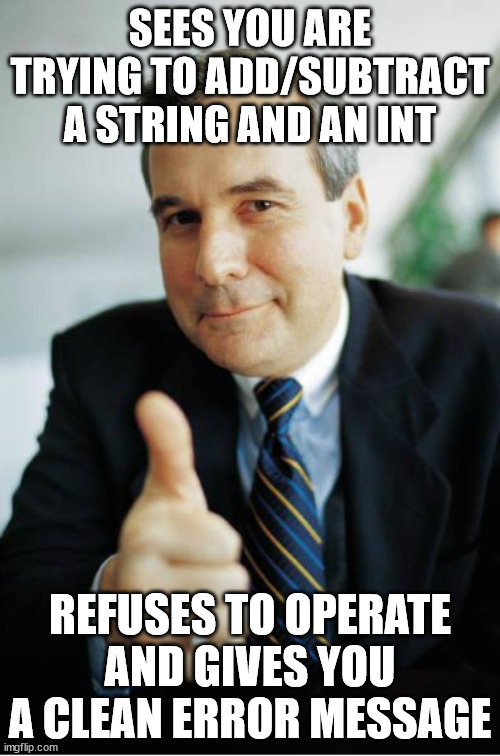 SEES YOU ARE
TRYING TO ADD/SUBTRACT
A STRING AND AN INT
REFUSES TO OPERATE
AND GIVES YOU
A CLEAN ERROR MESSAGE
imgflip.com